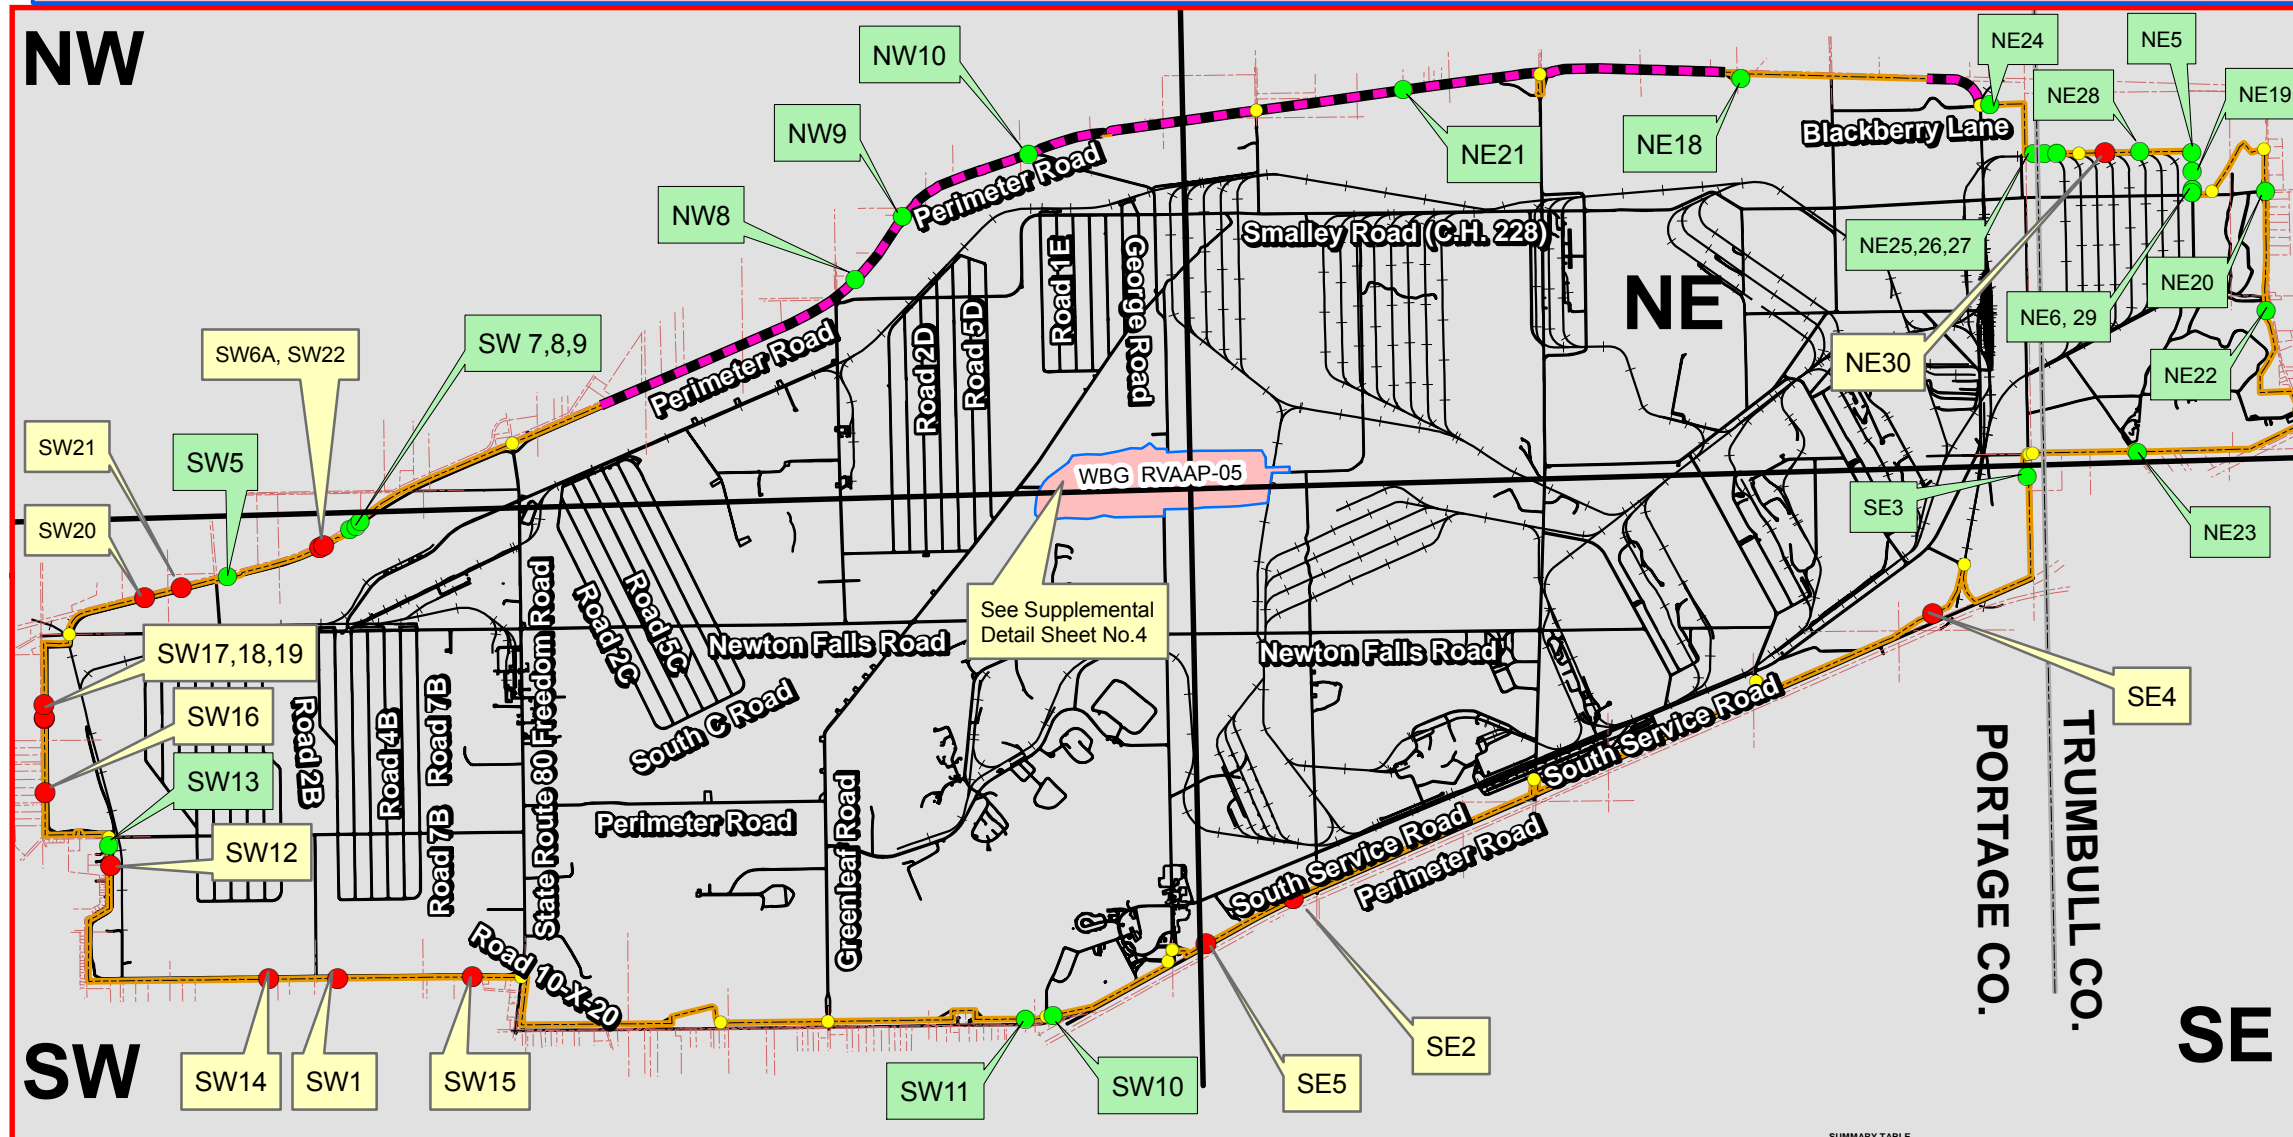 NW
NW10
NE24
NE5
NE28
NE19
NW9
NE21
NE18
Blackberry Lane
Perimeter Road
NW8
Smalley Road (C.H. 228)
NE25,26,27
Road 1E
George Road
NE
NE20
NE6, 29
SW6A, SW22
SW 7,8,9
Perimeter Road
Road 2D
Road 5D
NE30
NE22
SW21
SW5
WBG RVAAP-05
SE3
NE23
SW20
See Supplemental
Detail Sheet No.4
State Route 80 Freedom Road
Road 2C
Road 5C
Newton Falls Road
Newton Falls Road
SW17,18,19
SW16
Road 2B
Road 4B
Road 7B
South C Road
SE4
South Service Road
PORTAGE CO.
TRUMBULL CO.
SW13
Perimeter Road
Greenleaf Road
SW12
Road 7B
South Service Road
Perimeter Road
Road 10-X-20
SW
SW14
SW1
SW15
SW11
SW10
SE5
SE2
SE
SUMMARY TABLE